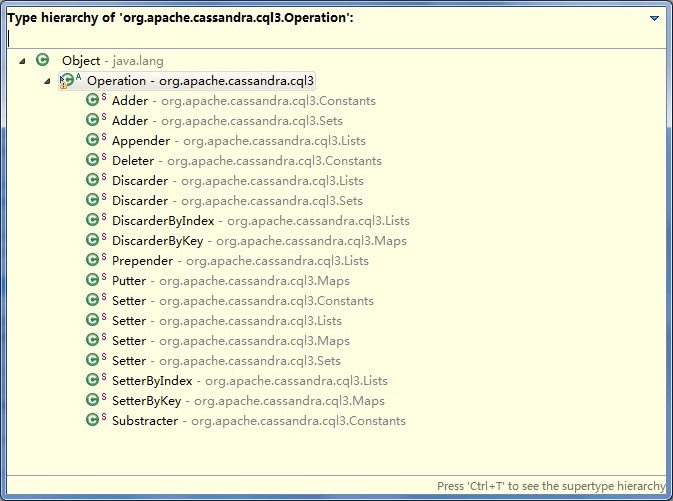 Type hierarchy of 'org.apache.cassandra.cql3.Operation':
Object - java.lang
Operation - org.apache.cassandra.cql3
Adder - org.apache.cassandra.cql3.Constants
Adder - org.apache.cassandra.cql3.Sets
Appender - org.apache.cassandra.cql3.Lists
Deleter - org.apache.cassandra.cql3.Constants
Discarder - org.apache.cassandra.cql3.Lists
Discarder - org.apache.cassandra.cql3.Sets
DiscarderByIndex - org.apache.cassandra.cql3.Lists
DiscarderByKey - org.apache.cassandra.cql3.Maps
Prepender - org.apache.cassandra.cql3.Lists
Putter - org.apache.cassandra.cql3.Maps
Setter - org.apache.cassandra.cql3.Constants
Setter - org.apache.cassandra.cql3.Lists
Setter - org.apache.cassandra.cql3.Maps
Setter - org.apache.cassandra.cql3.Sets
SetterByIndex - org.apache.cassandra.cql3.Lists
SetterByKey - org.apache.cassandra.cql3.Maps
Substracter - org.apache.cassandra.cql3.Constants
Press 'Ctrl+T' to see the supertype hierarchy